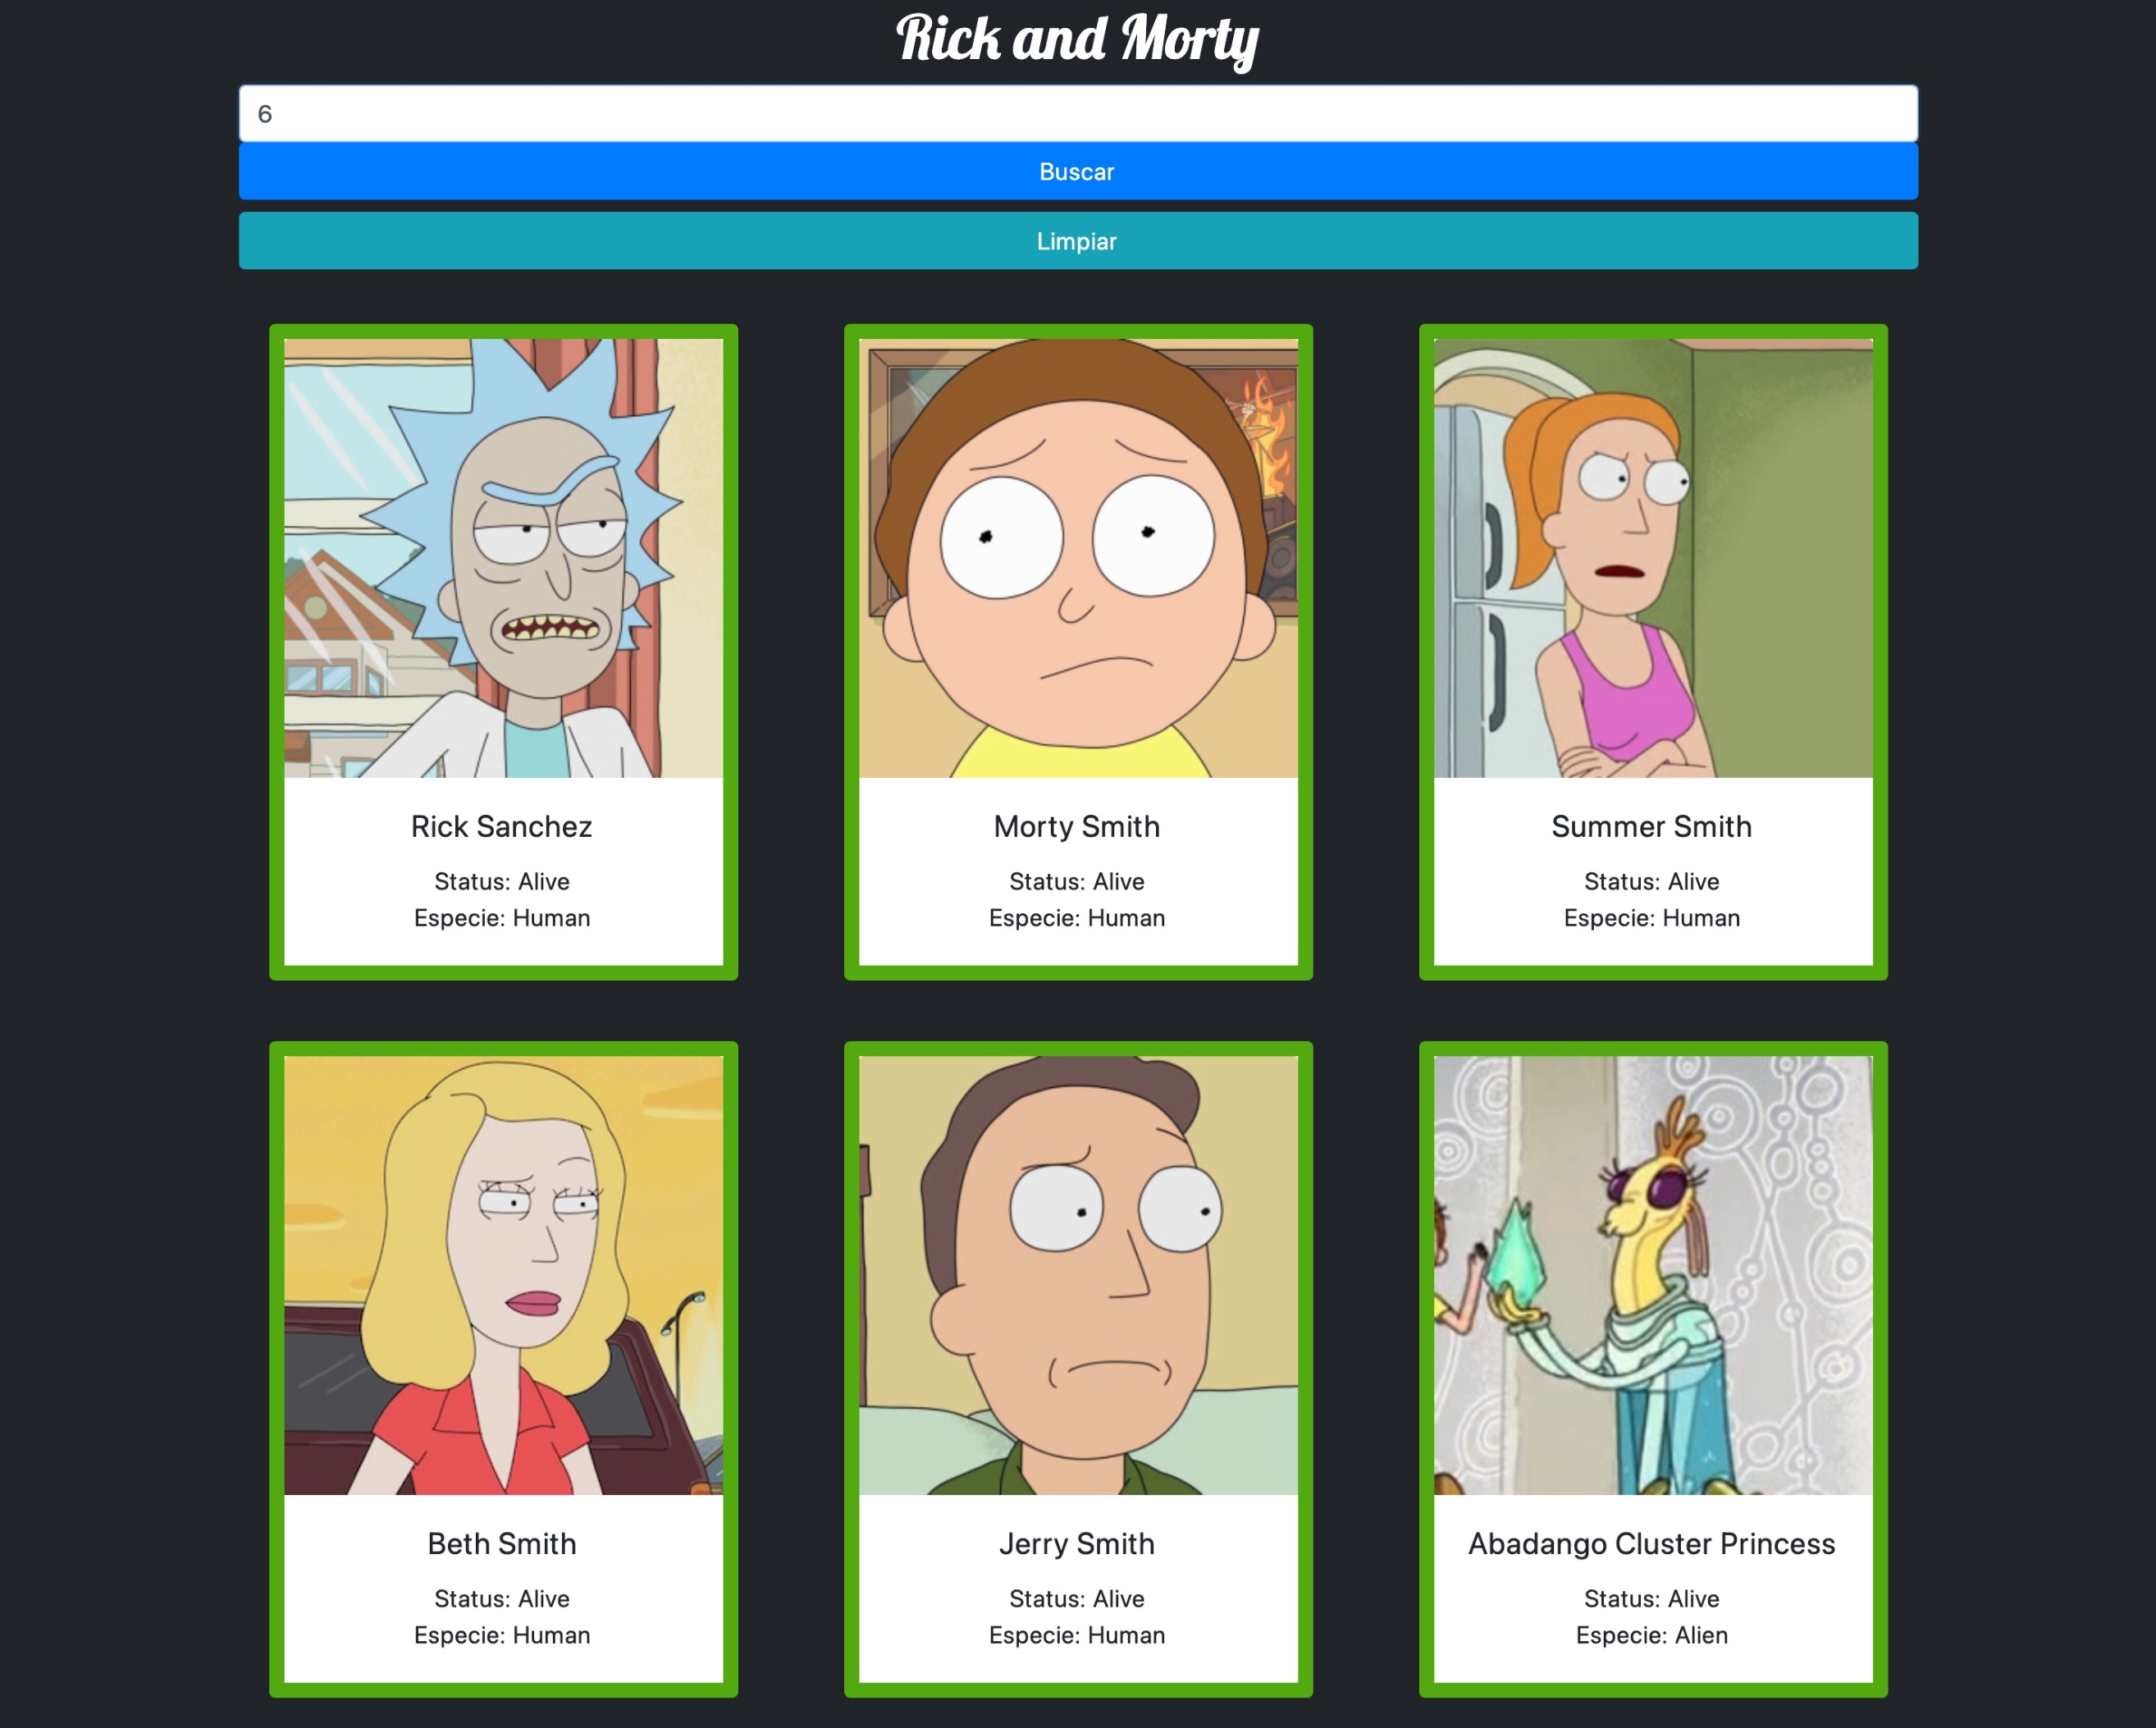 Rick and Morty
6
Buscar
Limpiar
Rick Sanchez
Status: Alive
Especie: Human
Morty Smith
Status: Alive
Especie: Human
Summer Smith
Status: Alive
Especie: Human
Beth Smith
Status: Alive
Especie: Human
Jerry Smith
Status: Alive
Especie: Human
Abadango Cluster Princess
Status: Alive
Especie: Alien